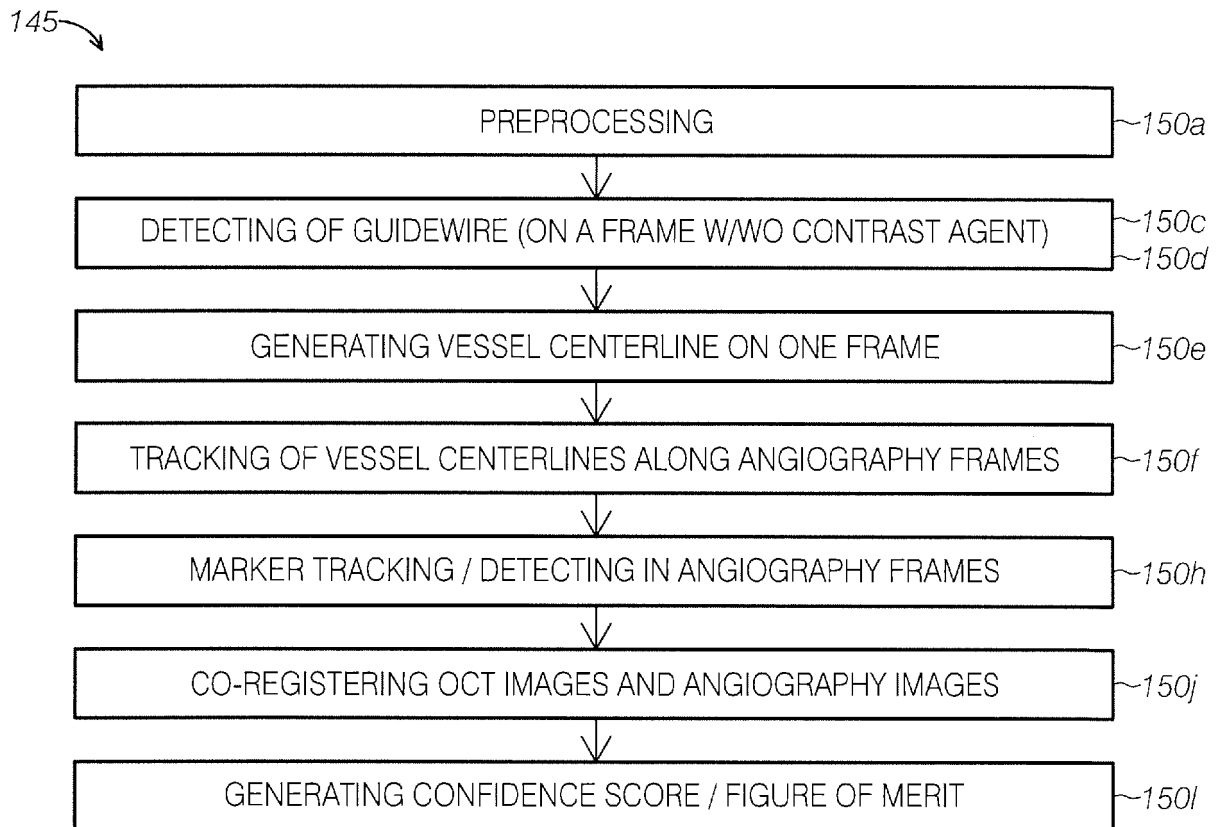 145
PREPROCESSING
~150a
DETECTING OF GUIDEWIRE (ON A FRAME W/WO CONTRAST AGENT)
~150c
~150d
GENERATING VESSEL CENTERLINE ON ONE FRAME
~150e
TRACKING OF VESSEL CENTERLINES ALONG ANGIOGRAPHY FRAMES
~150f
MARKER TRACKING / DETECTING IN ANGIOGRAPHY FRAMES
~150h
CO-REGISTERING OCT IMAGES AND ANGIOGRAPHY IMAGES
~150j
GENERATING CONFIDENCE SCORE / FIGURE OF MERIT
~150l